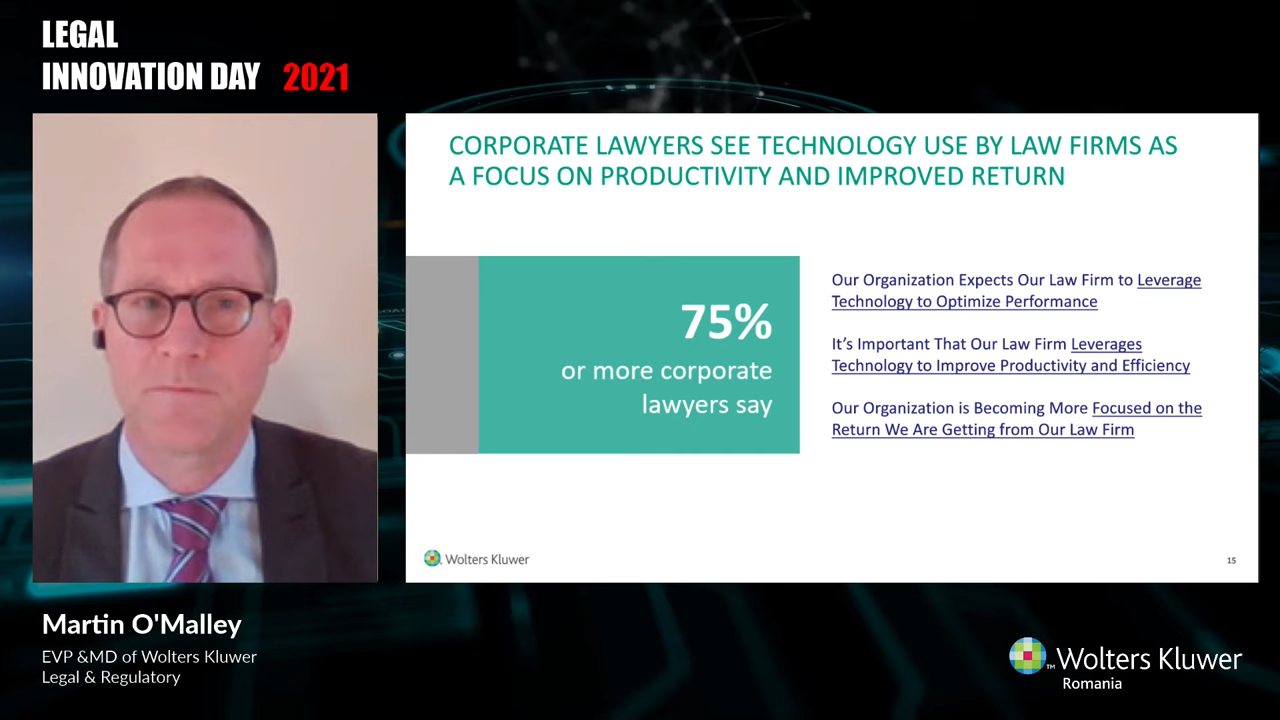 LEGAL
INNOVATION DAY 2021
CORPORATE LAWYERS SEE TECHNOLOGY USE BY LAW FIRMS AS
A FOCUS ON PRODUCTIVITY AND IMPROVED RETURN
75%
or more corporate
lawyers say
Our Organization Expects Our Law Firm to Leverage
Technology to Optimize Performance
It's Important That Our Law Firm Leverages
Technology to Improve Productivity and Efficiency
Our Organization is Becoming More Focused on the
Return We Are Getting from Our Law Firm
Wolters Kluwer
15
Martin O'Malley
EVP &MD of Wolters Kluwer
Legal & Regulatory
TM Wolters Kluwer
Romania